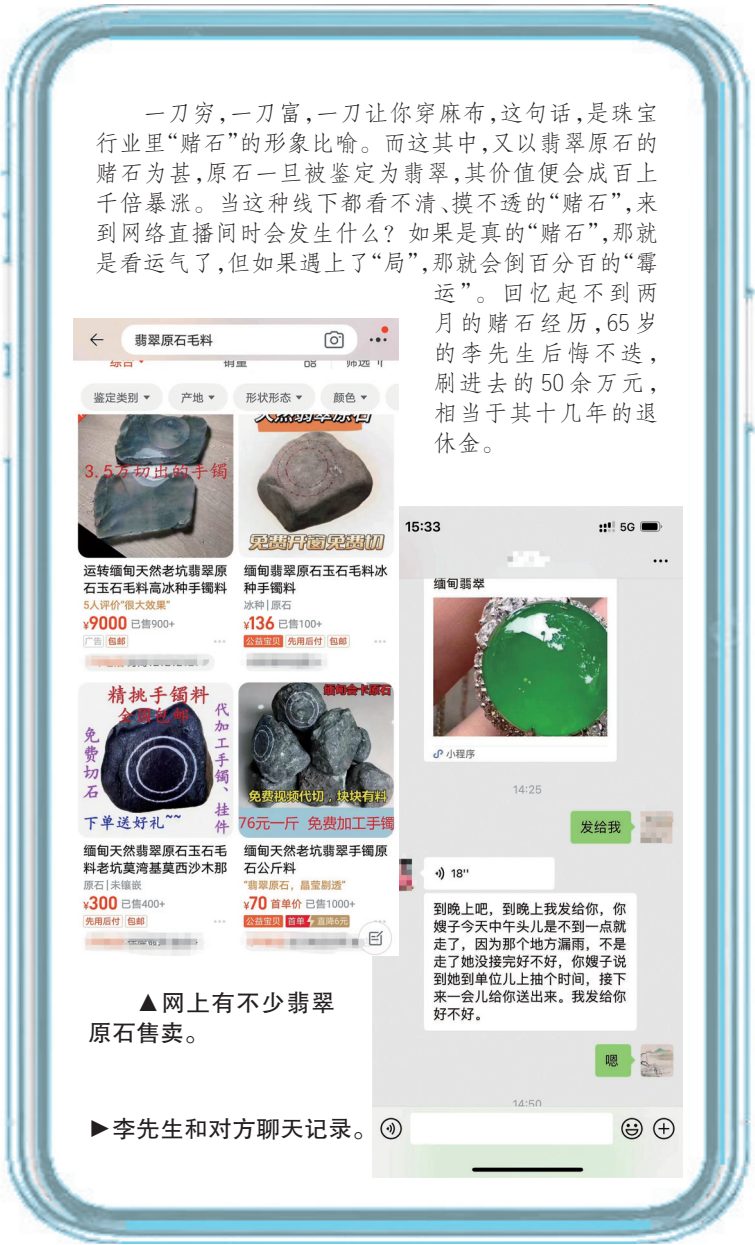 一刀穷,一刀富,一刀让你穿麻布,这句话,是珠宝
行业里“赌石”的形象比喻。而这其中,又以翡翠原石的
赌石为甚,原石一旦被鉴定为翡翠,其价值便会成百上
千倍暴涨。当这种线下都看不清、摸不透的“赌石”,来
到网络直播间时会发生什么？如果是真的“赌石”,那就
是看运气了,但如果遇上了“局”,那就会倒百分百的“霉
运”。回忆起不到两
月的赌石经历,65岁
的李先生后悔不迭,
刷进去的50余万元,
相当于其十几年的退
休金。
翡翠原石毛料
综合
销量
筛选
鉴定类别
产地
形状形态
颜色
3.5万切出的手镯
天然翡翠原石
免费开窗免费切
运转缅甸天然老坑翡翠原
石玉石毛料高冰种手镯料
5人评价“很大效果”
¥9000 已售900+
广告 包邮
缅甸翡翠原石玉石毛料冰
种手镯料
冰种|原石
¥136 已售100+
公益宝贝 先用后付 包邮
精挑手镯料
全国包邮
免费切石
代加工手镯、挂件
下单送好礼~~
缅甸会卡原石
免费视频代切，块块有料
76元一斤 免费加工手镯
缅甸天然翡翠原石玉石毛
料老坑莫湾基莫西沙木那
原石|未镶嵌
¥300 已售400+
先用后付 包邮
缅甸天然老坑翡翠手镯原
石公斤料
“翡翠原石，晶莹剔透”
¥70 首单价 已售1000+
公益宝贝 首单 直降6元
▲网上有不少翡翠
原石售卖。
▶李先生和对方聊天记录。
15:33
5G
缅甸翡翠
小程序
14:25
发给我
18''
到晚上吧，到晚上我发给你，你
嫂子今天中午头儿是不到一点就
走了，因为那个地方漏雨，不是
走了她没接完好不好，你嫂子说
到她到单位儿上抽个时间，接下
来一会儿给你送出来。我发给你
好不好。
嗯
14:50